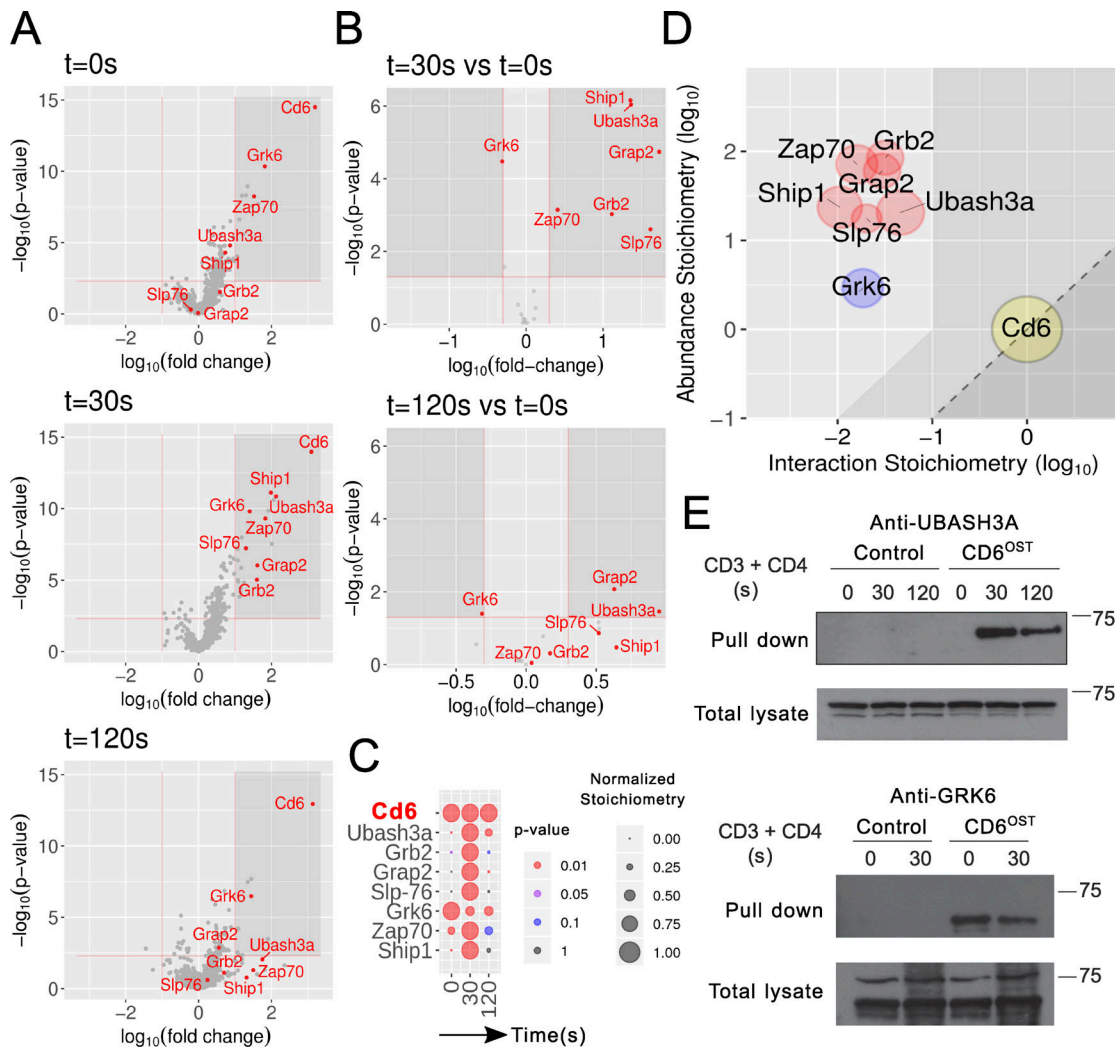 A
t=0s
15
10
5
0
−log10(p-value)
Cd6
Grk6
Zap70
Ubash3a
Ship1
Grb2
Slp76
Grap2
−2
0
2
log10(fold change)
t=30s
15
10
5
0
−log10(p-value)
Cd6
Ship1
Ubash3a
Grk6
Zap70
Slp76
Grap2
Grb2
−2
0
2
log10(fold change)
t=120s
15
10
5
0
−log10(p-value)
Cd6
Grk6
Grap2
Ubash3a
Grb2
Zap70
Slp76
Ship1
−2
0
2
log10(fold change)
B
t=30s vs t=0s
6
4
2
0
−log10(p-value)
Ship1
Ubash3a
Grk6
Grap2
Zap70
Grb2
Slp76
−1
0
1
log10(fold-change)
t=120s vs t=0s
6
4
2
0
−log10(p-value)
Grap2
Grk6
Ubash3a
Slp76
Zap70
Grb2
Ship1
−0.5
0.0
0.5
log10(fold-change)
C
Cd6
Ubash3a
Grb2
Grap2
Slp-76
Grk6
Zap70
Ship1
0
30
120
Time(s)
p-value
0.01
0.05
0.1
1
Normalized
Stoichiometry
0.00
0.25
0.50
0.75
1.00
D
Abundance Stoichiometry (log10)
2
1
0
−1
Zap70
Grb2
Grap2
Ship1
Ubash3a
Slp76
Grk6
Cd6
−2
−1
0
Interaction Stoichiometry (log10)
E
Anti-UBASH3A
Control CD6OST
CD3 + CD4
(s)
0 30 120 0 30 120
Pull down
75
Total lysate
75
Anti-GRK6
Control CD6OST
CD3 + CD4
(s)
0 30 0 30
Pull down
75
Total lysate
75